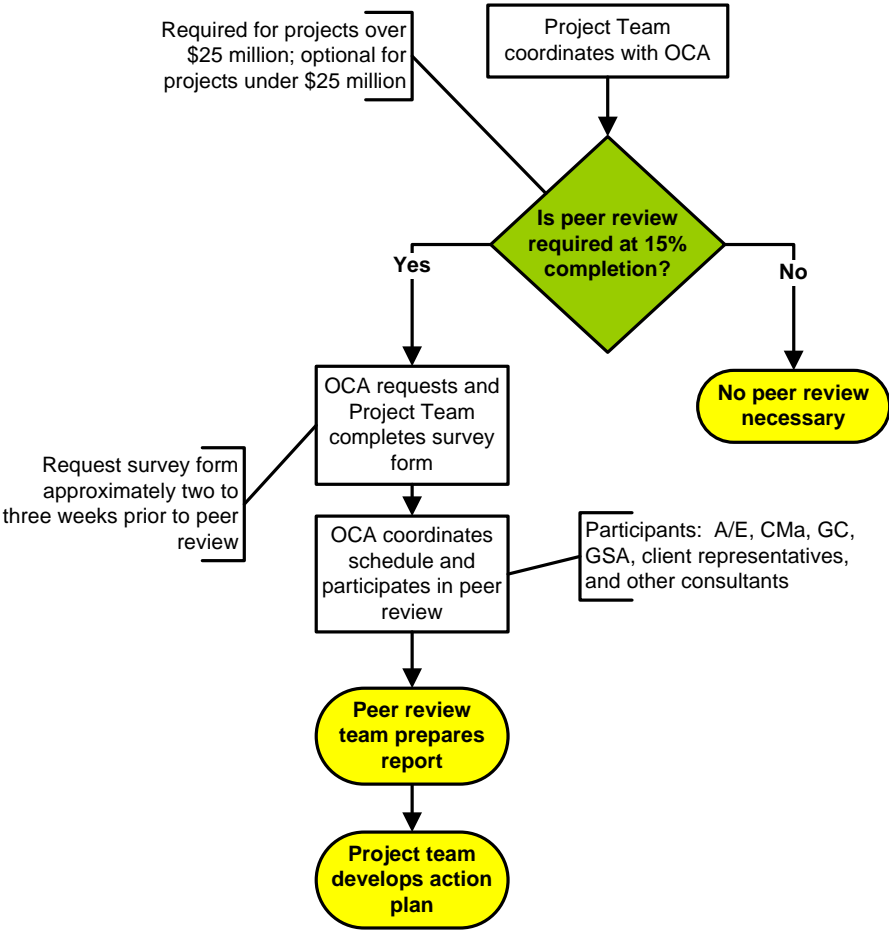 Required for projects over
$25 million; optional for
projects under $25 million
Project Team
coordinates with OCA
Is peer review
required at 15%
completion?
Yes
No
OCA requests and
Project Team
completes survey
form
No peer review
necessary
Request survey form
approximately two to
three weeks prior to peer
review
OCA coordinates
schedule and
participates in peer
review
Participants: A/E, CMa, GC,
GSA, client representatives,
and other consultants
Peer review
team prepares
report
Project team
develops action
plan